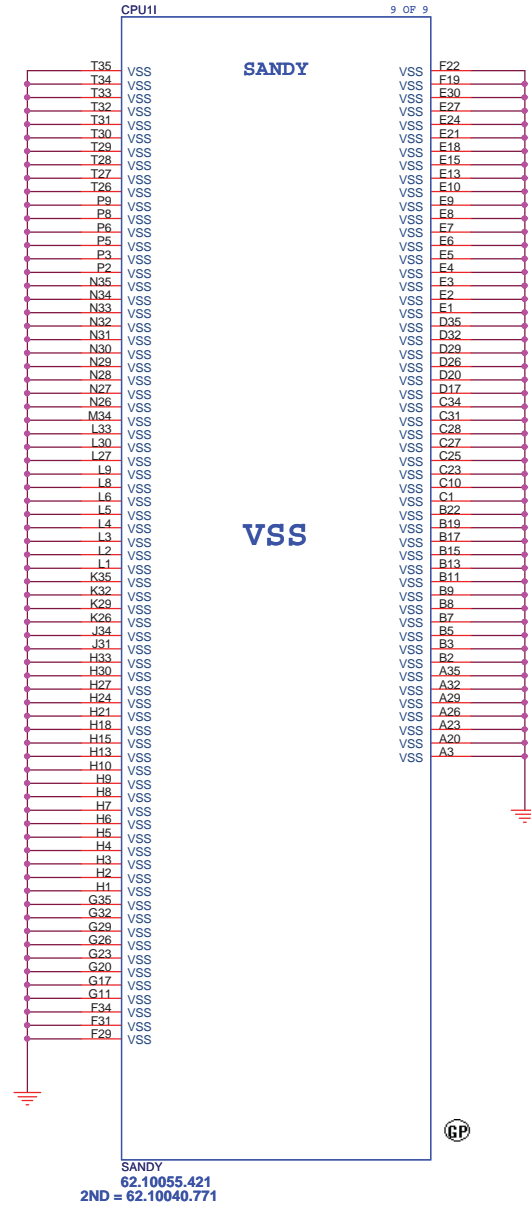 CPU1I 9 OF 9
SANDY
T35 VSS VSS F22
T34 VSS VSS F19
T33 VSS VSS E30
T32 VSS VSS E27
T31 VSS VSS E24
T30 VSS VSS E21
T29 VSS VSS E18
T28 VSS VSS E15
T27 VSS VSS E13
T26 VSS VSS E10
P9 VSS VSS E9
P8 VSS VSS E8
P6 VSS VSS E7
P5 VSS VSS E6
P3 VSS VSS E5
P2 VSS VSS E4
N35 VSS VSS E3
N34 VSS VSS E2
N33 VSS VSS E1
N32 VSS VSS D35
N31 VSS VSS D32
N30 VSS VSS D29
N29 VSS VSS D26
N28 VSS VSS D20
N27 VSS VSS D17
N26 VSS VSS C34
M34 VSS VSS C31
L33 VSS VSS C28
L30 VSS VSS C27
L27 VSS VSS C25
L9 VSS VSS C23
L8 VSS VSS C10
L6 VSS VSS C1
L5 VSS VSS B22
L4 VSS VSS B19
VSS
L3 VSS VSS B17
L2 VSS VSS B15
L1 VSS VSS B13
K35 VSS VSS B11
K32 VSS VSS B9
K29 VSS VSS B8
K26 VSS VSS B7
J34 VSS VSS B5
J31 VSS VSS B3
H33 VSS VSS B2
H30 VSS VSS A35
H27 VSS VSS A32
H24 VSS VSS A29
H21 VSS VSS A26
H18 VSS VSS A23
H15 VSS VSS A20
H13 VSS VSS A3
H10 VSS
H9 VSS
H8 VSS
H7 VSS
H6 VSS
H5 VSS
H4 VSS
H3 VSS
H2 VSS
H1 VSS
G35 VSS
G32 VSS
G29 VSS
G26 VSS
G23 VSS
G20 VSS
G17 VSS
G11 VSS
F34 VSS
F31 VSS
F29 VSS
GP
SANDY
62.10055.421
2ND = 62.10040.771